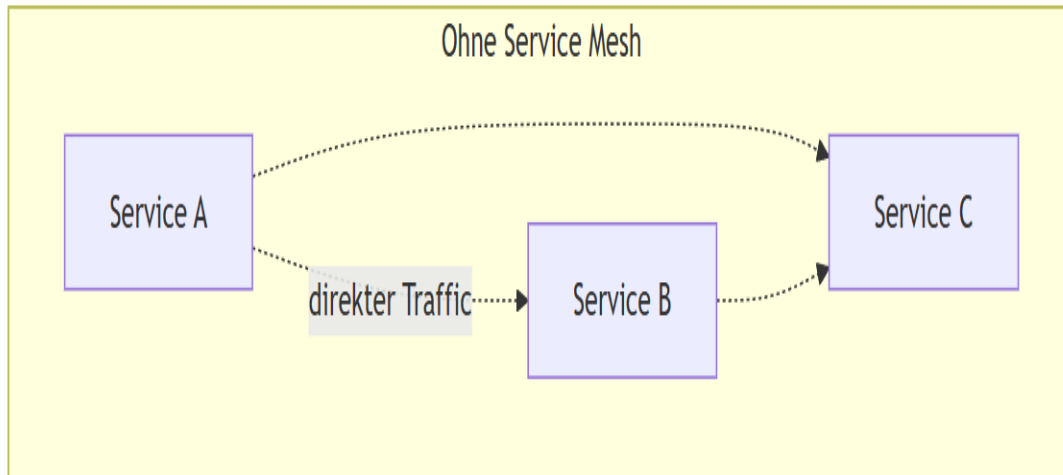 Ohne Service Mesh
Service A
direkter Traffic
Service B
Service C